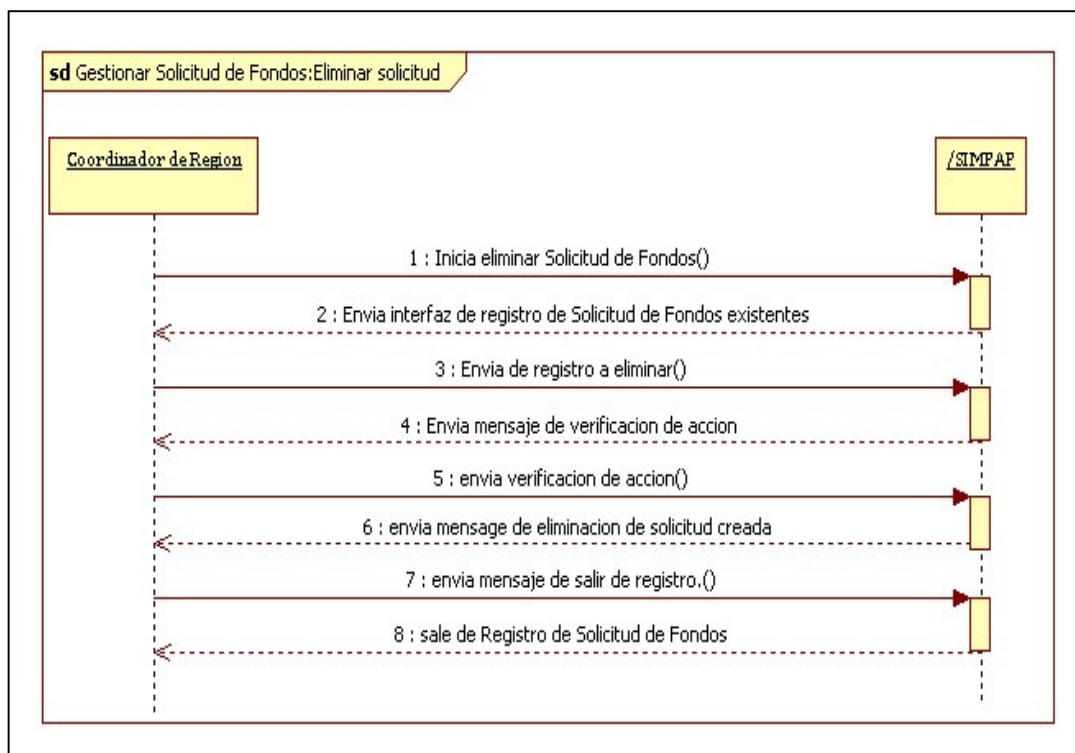 sd Gestionar Solicitud de Fondos:Eliminar solicitud
Coordinador de Region
/SIMPAP
1 : Inicia eliminar Solicitud de Fondos()
2 : Envia interfaz de registro de Solicitud de Fondos existentes
3 : Envia de registro a eliminar()
4 : Envia mensaje de verificacion de accion
5 : envia verificacion de accion()
6 : envia mensage de eliminacion de solicitud creada
7 : envia mensaje de salir de registro.()
8 : sale de Registro de Solicitud de Fondos